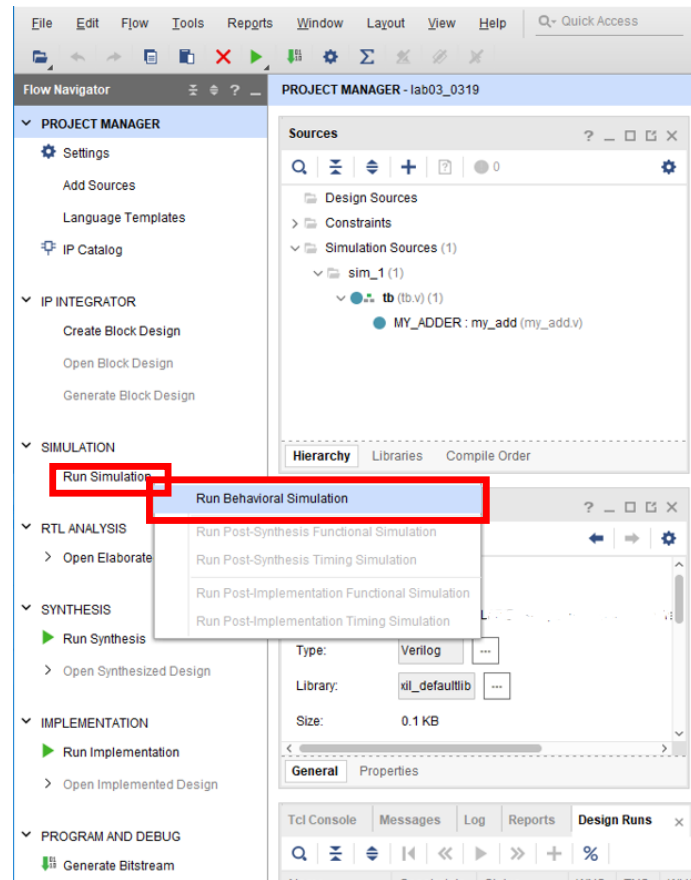 File Edit Flow Tools Reports Window Layout View Help Q- Quick Access
Flow Navigator ? _
PROJECT MANAGER - lab03_0319
PROJECT MANAGER
Settings
Add Sources
Language Templates
IP Catalog
IP INTEGRATOR
Create Block Design
Open Block Design
Generate Block Design
SIMULATION
Run Simulation
RTL ANALYSIS
Open Elaborate
SYNTHESIS
Run Synthesis
Open Synthesized Design
IMPLEMENTATION
Run Implementation
Open Implemented Design
PROGRAM AND DEBUG
Generate Bitstream
Sources
0
Design Sources
Constraints
Simulation Sources (1)
sim_1 (1)
tb (tb.v) (1)
MY_ADDER : my_add (my_add.v)
Hierarchy Libraries Compile Order
Run Behavioral Simulation
Run Post-Synthesis Functional Simulation
Run Post-Synthesis Timing Simulation
Run Post-Implementation Functional Simulation
Run Post-Implementation Timing Simulation
Type: Verilog ...
Library: xil_defaultlib ...
Size: 0.1 KB
General Properties
Tcl Console Messages Log Reports Design Runs